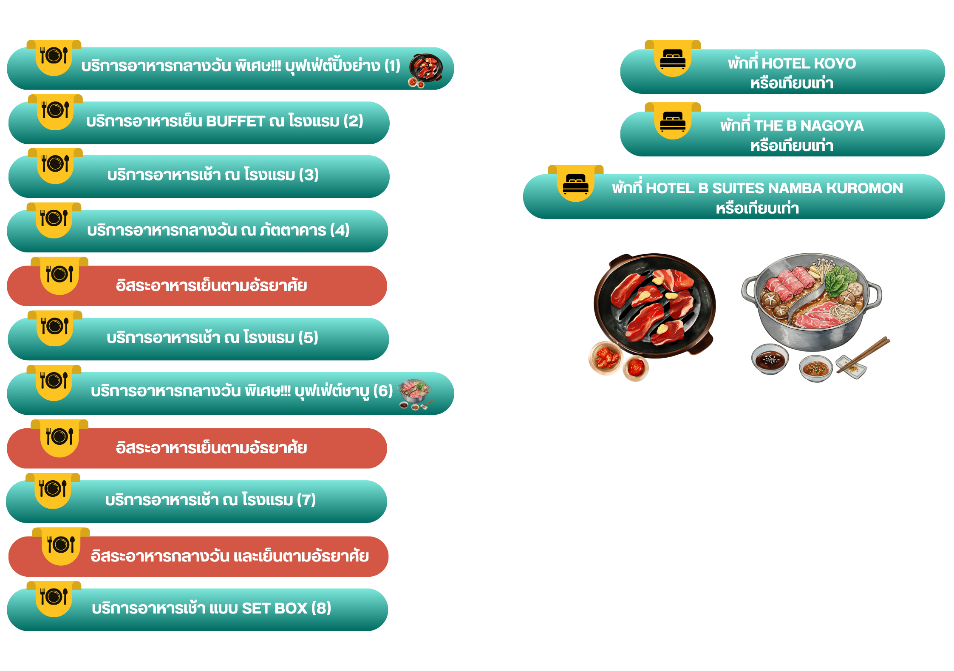 บริการอาหารกลางวัน พิเศษ!!! บุฟเฟ่ต์ปิ้งย่าง (1)
บริการอาหารเย็น BUFFET ณ โรงแรม (2)
บริการอาหารเช้า ณ โรงแรม (3)
บริการอาหารกลางวัน ณ ภัตตาคาร (4)
อิสระอาหารเย็นตามอัธยาศัย
บริการอาหารเช้า ณ โรงแรม (5)
บริการอาหารกลางวัน พิเศษ!!! บุฟเฟ่ต์ชาบู (6)
อิสระอาหารเย็นตามอัธยาศัย
บริการอาหารเช้า ณ โรงแรม (7)
อิสระอาหารกลางวัน และเย็นตามอัธยาศัย
บริการอาหารเช้า แบบ SET BOX (8)
พักที่ HOTEL KOYO
หรือเทียบเท่า
พักที่ THE B NAGOYA
หรือเทียบเท่า
พักที่ HOTEL B SUITES NAMBA KUROMON
หรือเทียบเท่า